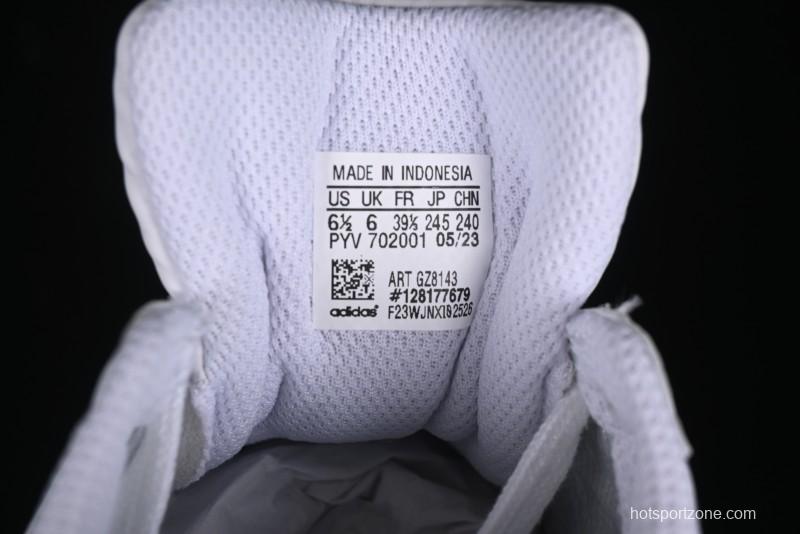 MADE IN INDONESIA
US UK FR JP CHN
6½ 6 39⅓ 245 240
PYV 702001 05/23
ART GZ8143
#128177679
adidas®
hotsportzone.com